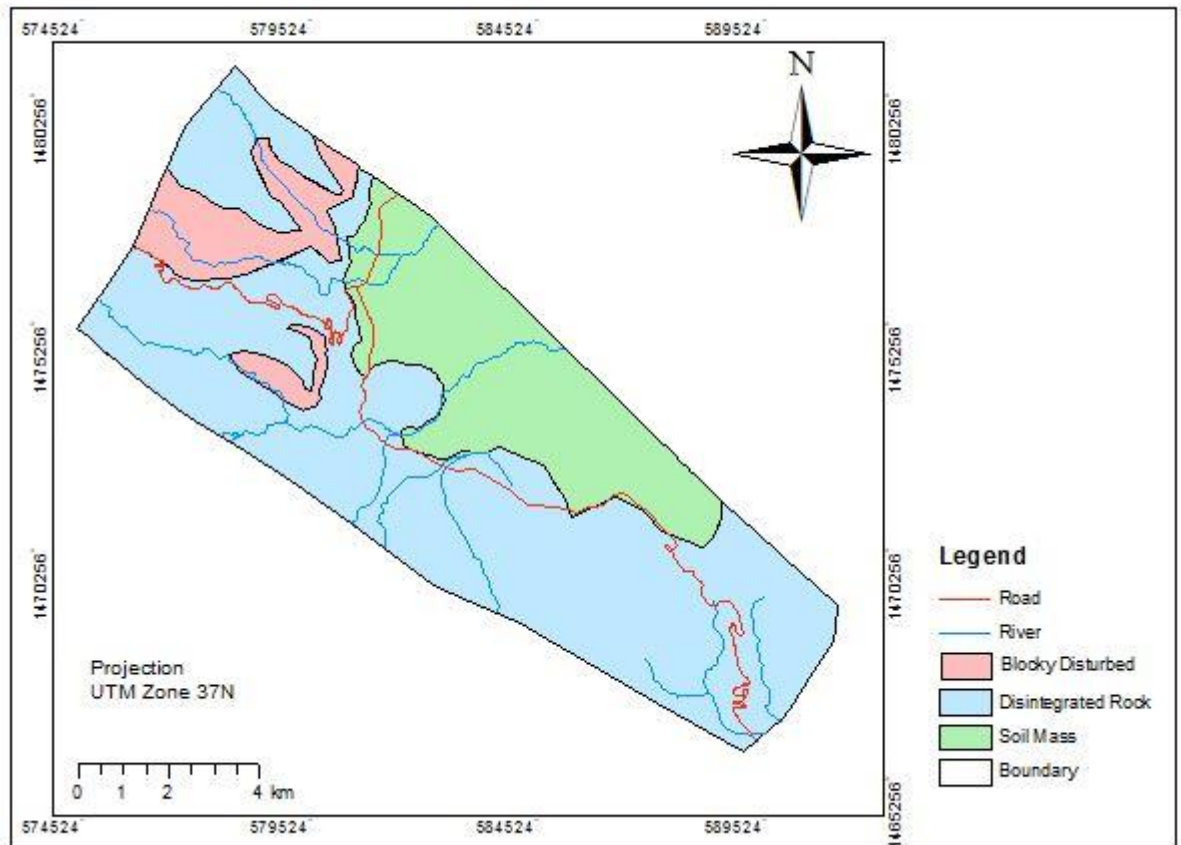 574524 579524 584524 589524
N
1480256 1480256
1475256 1475256
1470256 1470256
1465256
Legend
Road
River
Blocky Disturbed
Disintegrated Rock
Soil Mass
Boundary
Projection
UTM Zone 37N
0 1 2 4 km
574524 579524 584524 589524